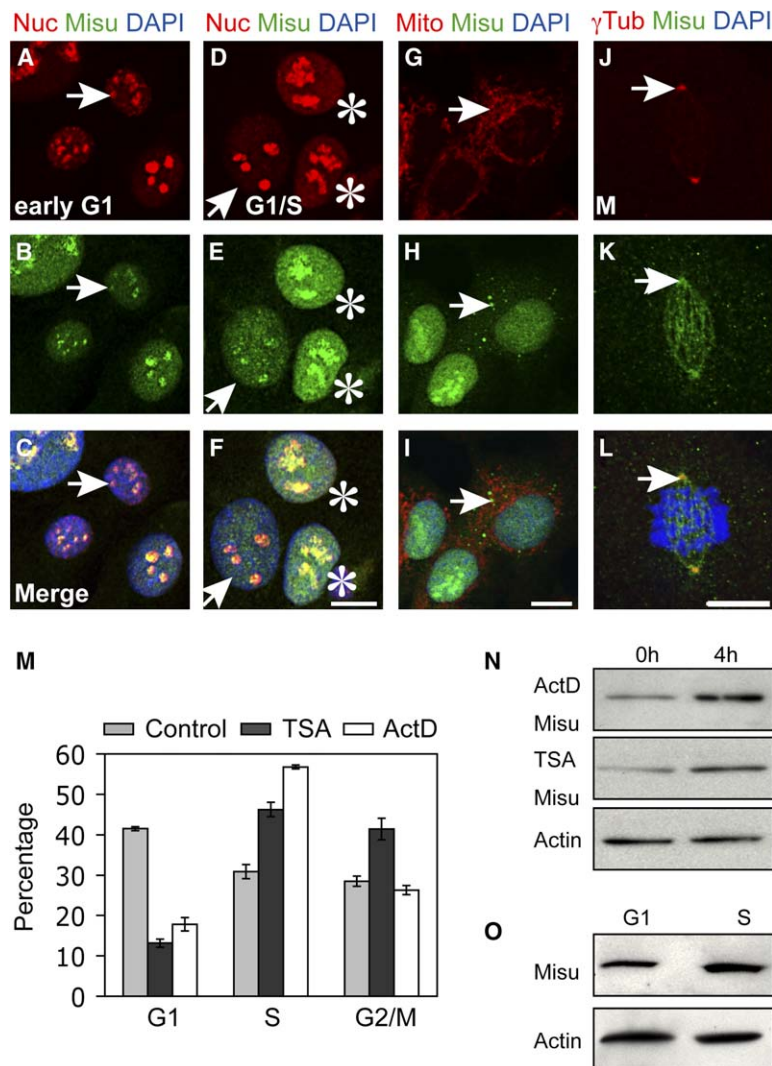 Nuc Misu DAPI Nuc Misu DAPI Mito Misu DAPI γTub Misu DAPI
A D G J
early G1 G1/S M
B E H K
C F I L
Merge
M
Control TSA ActD
Percentage
60
50
40
30
20
10
0
G1 S G2/M
N
0h 4h
ActD
Misu
TSA
Misu
Actin
O
G1 S
Misu
Actin